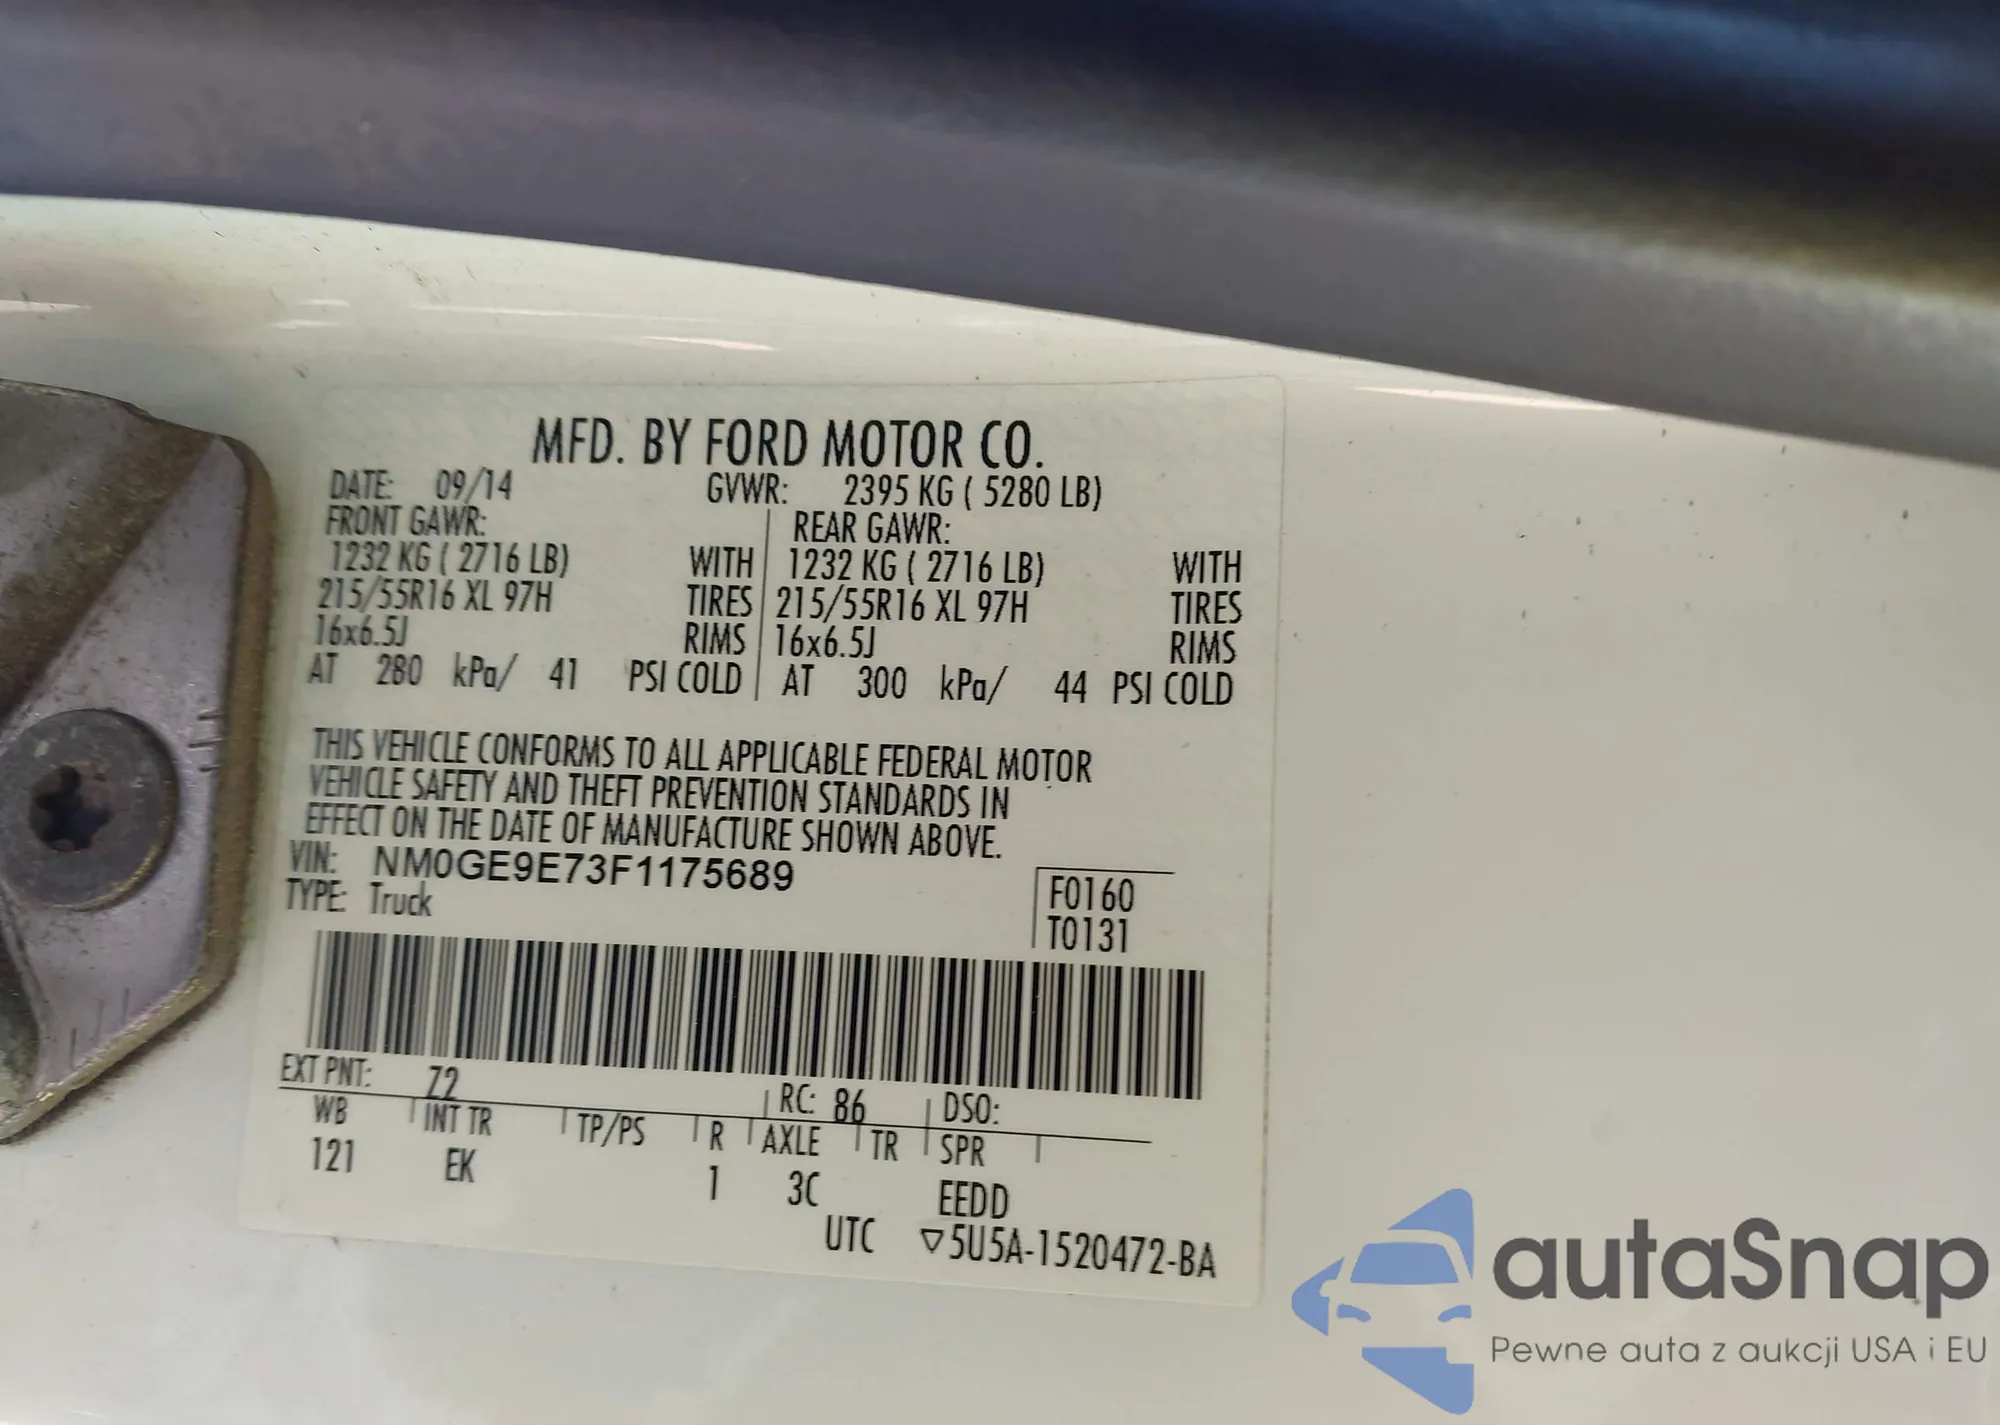 MFD. BY FORD MOTOR CO.
DATE: 09/14 GVWR: 2395 KG ( 5280 LB)
FRONT GAWR: REAR GAWR:
1232 KG ( 2716 LB) WITH 1232 KG ( 2716 LB) WITH
215/55R16 XL 97H TIRES 215/55R16 XL 97H TIRES
16x6.5J RIMS 16x6.5J RIMS
AT 280 kPa/ 41 PSI COLD AT 300 kPa/ 44 PSI COLD
THIS VEHICLE CONFORMS TO ALL APPLICABLE FEDERAL MOTOR
VEHICLE SAFETY AND THEFT PREVENTION STANDARDS IN
EFFECT ON THE DATE OF MANUFACTURE SHOWN ABOVE.
VIN: NM0GE9E73F1175689
TYPE: Truck
F0160
T0131
EXT PNT: Z2 RC: 86 DSO:
WB INT TR TP/PS R AXLE TR SPR
121 EK 1 3C EEDD
UTC ▽5U5A-1520472-BA
autaSnap
Pewne auta z aukcji USA i EU